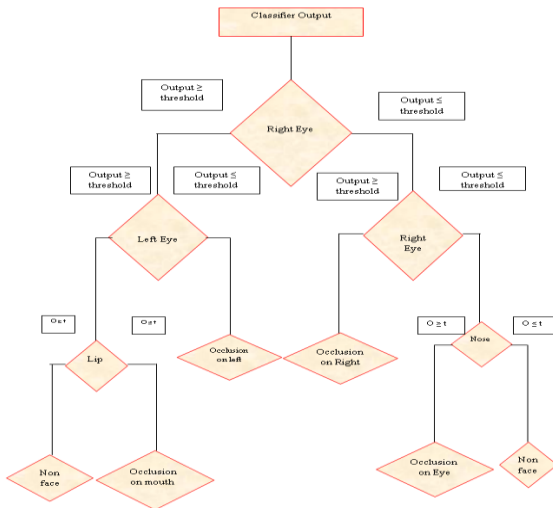 Classifier Output
Output ≥
threshold
Output ≤
threshold
Right Eye
Output ≥
threshold
Output ≤
threshold
Output ≥
threshold
Output ≤
threshold
Left Eye
Right
Eye
O ≥ t
O ≤ t
Lip
Occlusion
on left
Occlusion
on Right
Nose
Non
face
Occlusion
on mouth
Occlusion
on Eye
Non
face